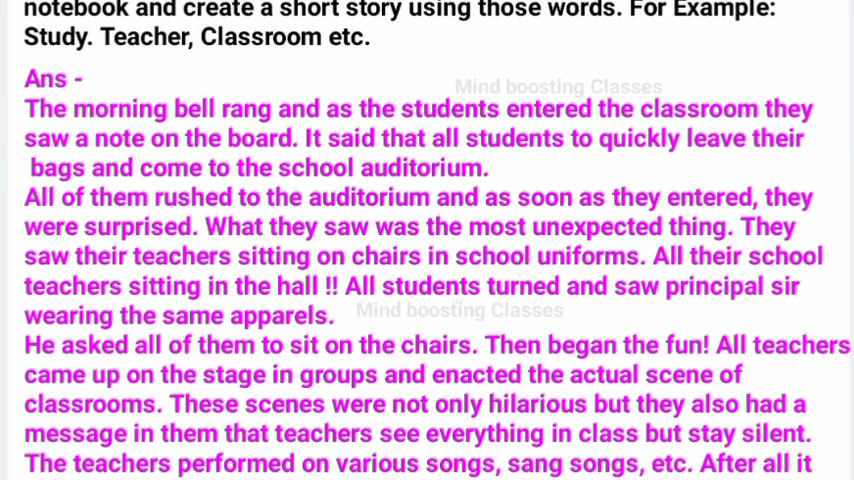 notebook and create a short story using those words. For Example:
Study. Teacher, Classroom etc.
Ans -
Mind boosting Classes
The morning bell rang and as the students entered the classroom they
saw a note on the board. It said that all students to quickly leave their
bags and come to the school auditorium.
All of them rushed to the auditorium and as soon as they entered, they
were surprised. What they saw was the most unexpected thing. They
saw their teachers sitting on chairs in school uniforms. All their school
teachers sitting in the hall !! All students turned and saw principal sir
wearing the same apparels.
Mind boosting Classes
He asked all of them to sit on the chairs. Then began the fun! All teachers
came up on the stage in groups and enacted the actual scene of
classrooms. These scenes were not only hilarious but they also had a
message in them that teachers see everything in class but stay silent.
The teachers performed on various songs, sang songs, etc. After all it